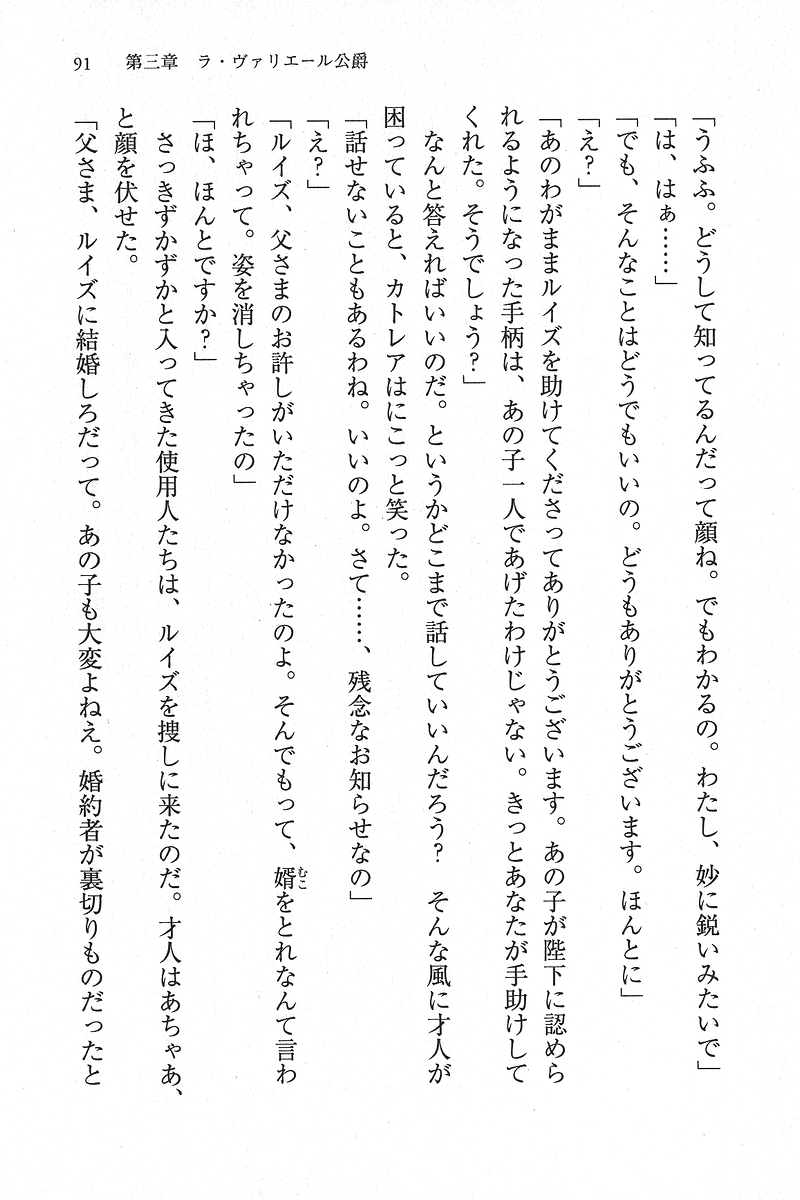 91　第三章　ラ・ヴァリエール公爵
「うふふ。どうして知ってるんだって顔ね。でもわかるの。わたし、妙に鋭いみたいで」
「は、はぁ……」
「でも、そんなことはどうでもいいの。どうもありがとうございます。ほんとに」
「え？」
「あのわがままルイズを助けてくださってありがとうございます。あの子が陛下に認めら
れるようになった手柄は、あの子一人であげたわけじゃない。きっとあなたが手助けして
くれた。そうでしょう？」
　なんと答えればいいのだ。というかどこまで話していいんだろう？　そんな風に才人が
困っていると、カトレアはにこっと笑った。
「話せないこともあるわね。いいのよ。さて……、残念なお知らせなの」
「え？」
「ルイズ、父さまのお許しがいただけなかったのよ。そんでもって、婿をとれなんて言わ
むこ
れちゃって。姿を消しちゃったの」
「ほ、ほんとですか？」
　さっきずかずかと入ってきた使用人たちは、ルイズを捜しに来たのだ。才人はあちゃあ、
と顔を伏せた。
「父さま、ルイズに結婚しろだって。あの子も大変よねえ。婚約者が裏切りものだったと